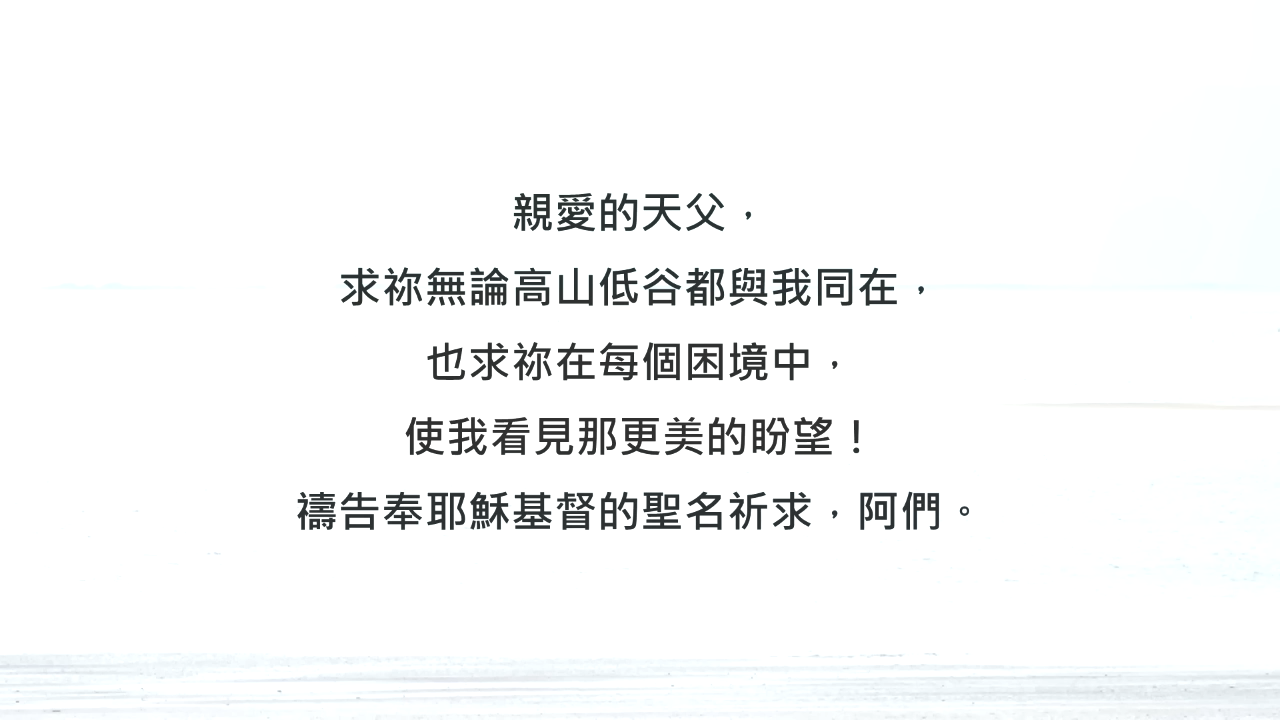 親愛的天父，
求祢無論高山低谷都與我同在，
也求祢在每個困境中，
使我看見那更美的盼望！
禱告奉耶穌基督的聖名祈求，阿們。